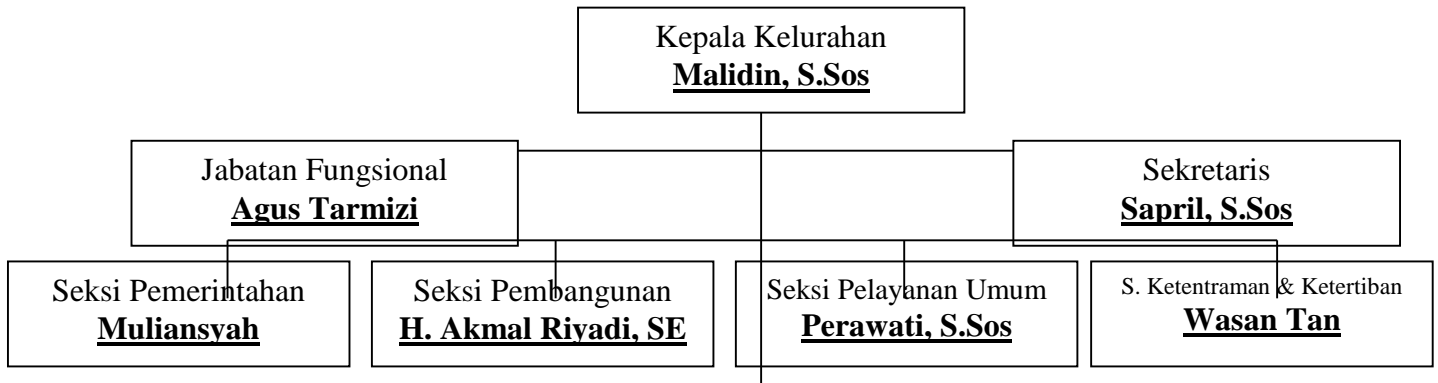 Kepala Kelurahan
Malidin, S.Sos
Jabatan Fungsional
Agus Tarmizi
Sekretaris
Sapril, S.Sos
Seksi Pemerintahan
Muliansyah
Seksi Pembangunan
H. Akmal Riyadi, SE
Seksi Pelayanan Umum
Perawati, S.Sos
S. Ketentraman & Ketertiban
Wasan Tan